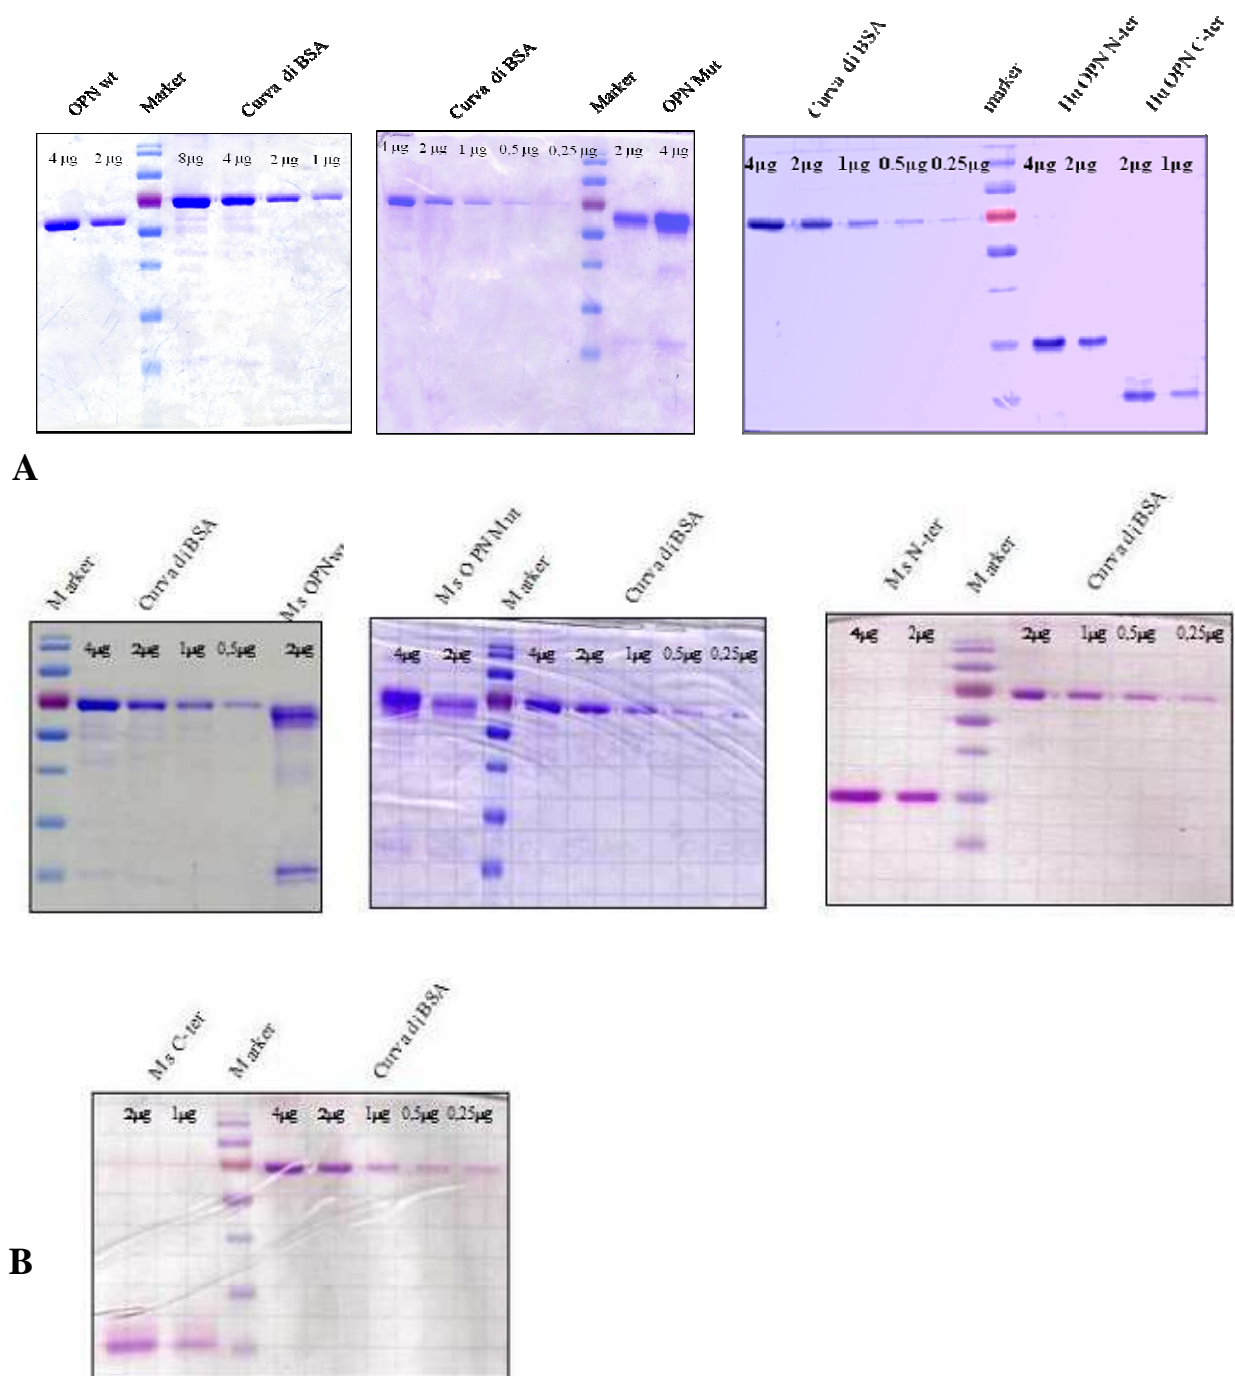 OPN wt Marker Curva di BSA
4 µg 2 µg 8µg 4 µg 2 µg 1 µg
Curva di BSA Marker OPN Mut
4 µg 2 µg 1 µg 0,5 µg 0,25 µg 2 µg 4 µg
Curva di BSA marker Hu OPN N-ter Hu OPN C-ter
4µg 2µg 1µg 0.5µg 0.25µg 4µg 2µg 2µg 1µg
A
Marker Curva di BSA Ms OPN wt
4µg 2µg 1µg 0,5µg 2µg
Ms OPN Mut Marker Curva di BSA
4µg 2µg 4µg 2µg 1µg 0,5µg 0,25µg
Ms N-ter Marker Curva di BSA
4µg 2µg 2µg 1µg 0,5µg 0,25µg
Ms C-ter Marker Curva di BSA
2µg 1µg 4µg 2µg 1µg 0,5µg 0,25µg
B